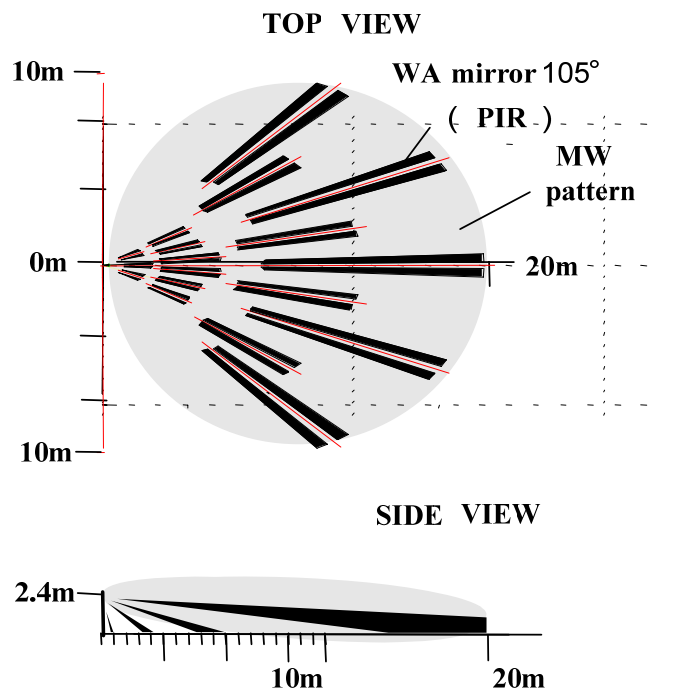 TOP VIEW
10m
WA mirror 105°
( PIR )
MW
pattern
0m
20m
10m
SIDE VIEW
2.4m
10m
20m